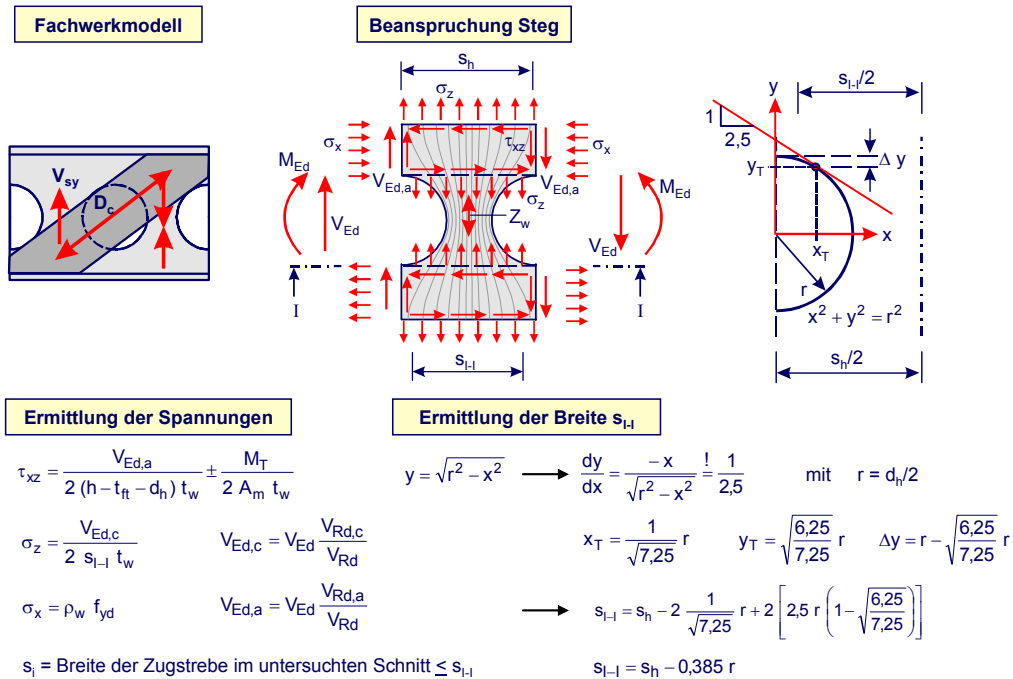 Fachwerkmodell
Beanspruchung Steg
V_sy
D_c
s_h
σ_z
σ_x
τ_xz
σ_x
M_Ed
V_Ed,a
V_Ed,a
M_Ed
σ_z
Z_w
V_Ed
V_Ed
I
I
s_I-I
s_I-I/2
y
1
2,5
y_T
Δ y
x
x_T
r
x² + y² = r²
s_h/2
Ermittlung der Spannungen
Ermittlung der Breite s_I-I
τ_xz = V_Ed,a / (2 (h − t_ft − d_h) t_w) ± M_T / (2 A_m t_w)
y = √(r² − x²) → dy/dx = −x / √(r² − x²) =! 1/2,5 mit r = d_h/2
σ_z = V_Ed,c / (2 s_I−I t_w) V_Ed,c = V_Ed V_Rd,c / V_Rd
x_T = 1/√7,25 r y_T = √(6,25/7,25) r Δy = r − √(6,25/7,25) r
σ_x = ρ_w f_yd V_Ed,a = V_Ed V_Rd,a / V_Rd
→ s_I−I = s_h − 2 1/√7,25 r + 2 [2,5 r (1 − √(6,25/7,25))]
s_i = Breite der Zugstrebe im untersuchten Schnitt ≤ s_I-I
s_I−I = s_h − 0,385 r